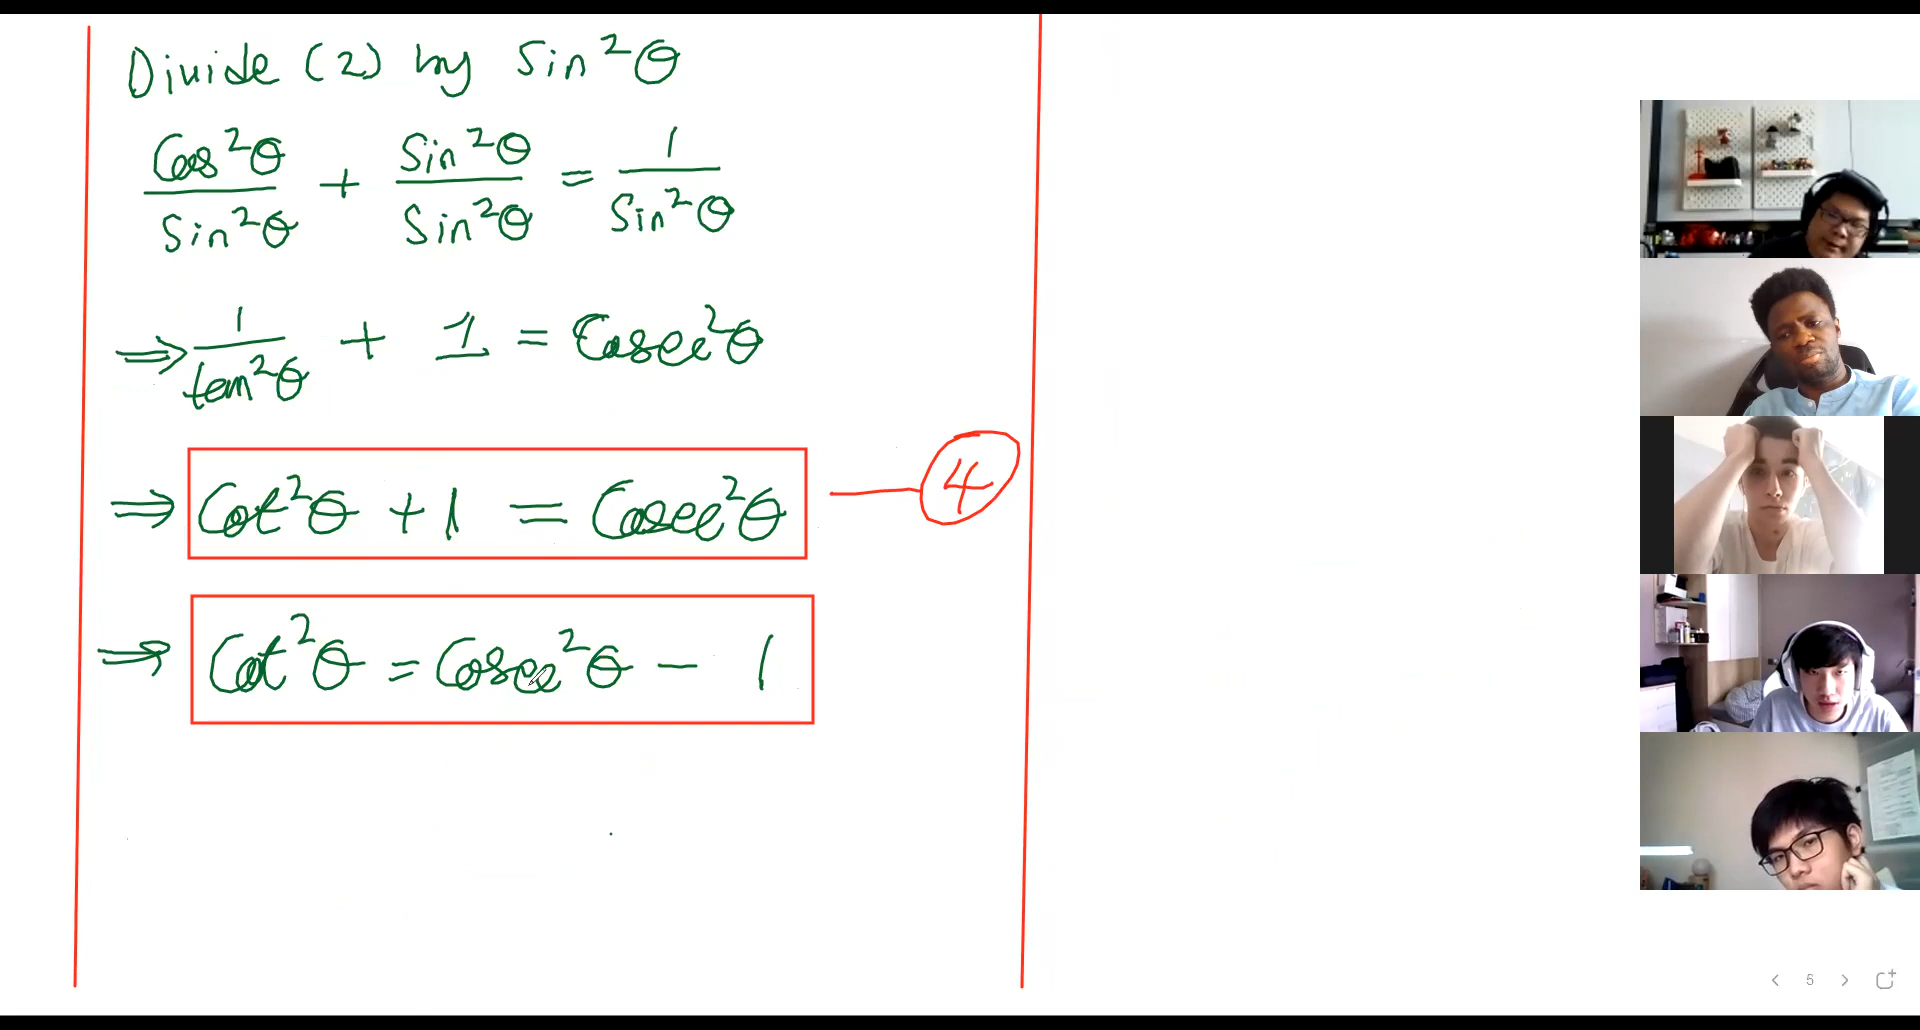 Divide (2) by Sin²θ
Cos²θ/Sin²θ + Sin²θ/Sin²θ = 1/Sin²θ
⇒ 1/tan²θ + 1 = Cosec²θ
⇒ Cot²θ + 1 = Cosec²θ — 4
⇒ Cot²θ = Cosec²θ − 1
< 5 >